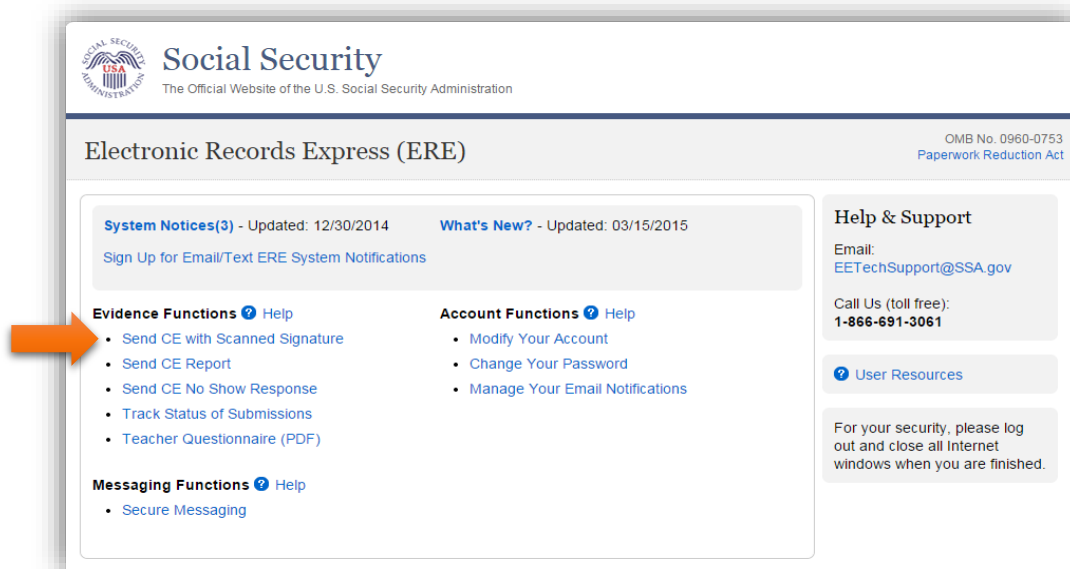 SOCIAL SECURITY ADMINISTRATION
USA
Social Security
The Official Website of the U.S. Social Security Administration
Electronic Records Express (ERE)
OMB No. 0960-0753
Paperwork Reduction Act
System Notices(3) - Updated: 12/30/2014
What's New? - Updated: 03/15/2015
Sign Up for Email/Text ERE System Notifications
Evidence Functions ? Help
• Send CE with Scanned Signature
• Send CE Report
• Send CE No Show Response
• Track Status of Submissions
• Teacher Questionnaire (PDF)
Messaging Functions ? Help
• Secure Messaging
Account Functions ? Help
• Modify Your Account
• Change Your Password
• Manage Your Email Notifications
Help & Support
Email:
EETechSupport@SSA.gov
Call Us (toll free):
1-866-691-3061
? User Resources
For your security, please log
out and close all Internet
windows when you are finished.